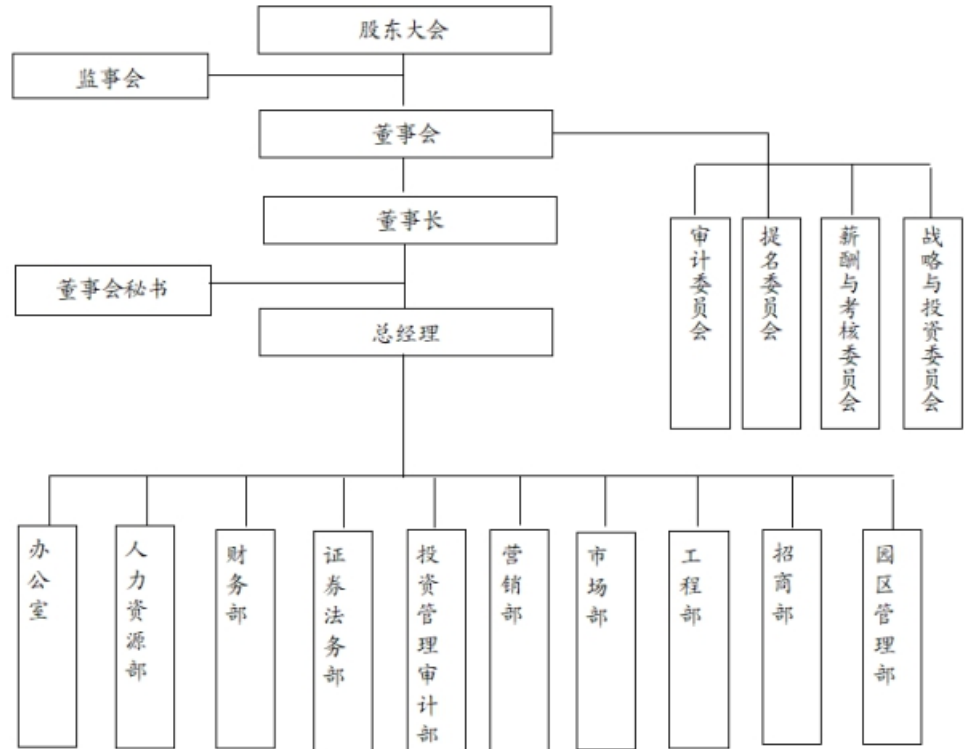 股东大会
监事会
董事会
董事长
董事会秘书
总经理
审计委员会
提名委员会
薪酬与考核委员会
战略与投资委员会
办公室
人力资源部
财务部
证券法务部
投资管理审计部
营销部
市场部
工程部
招商部
园区管理部